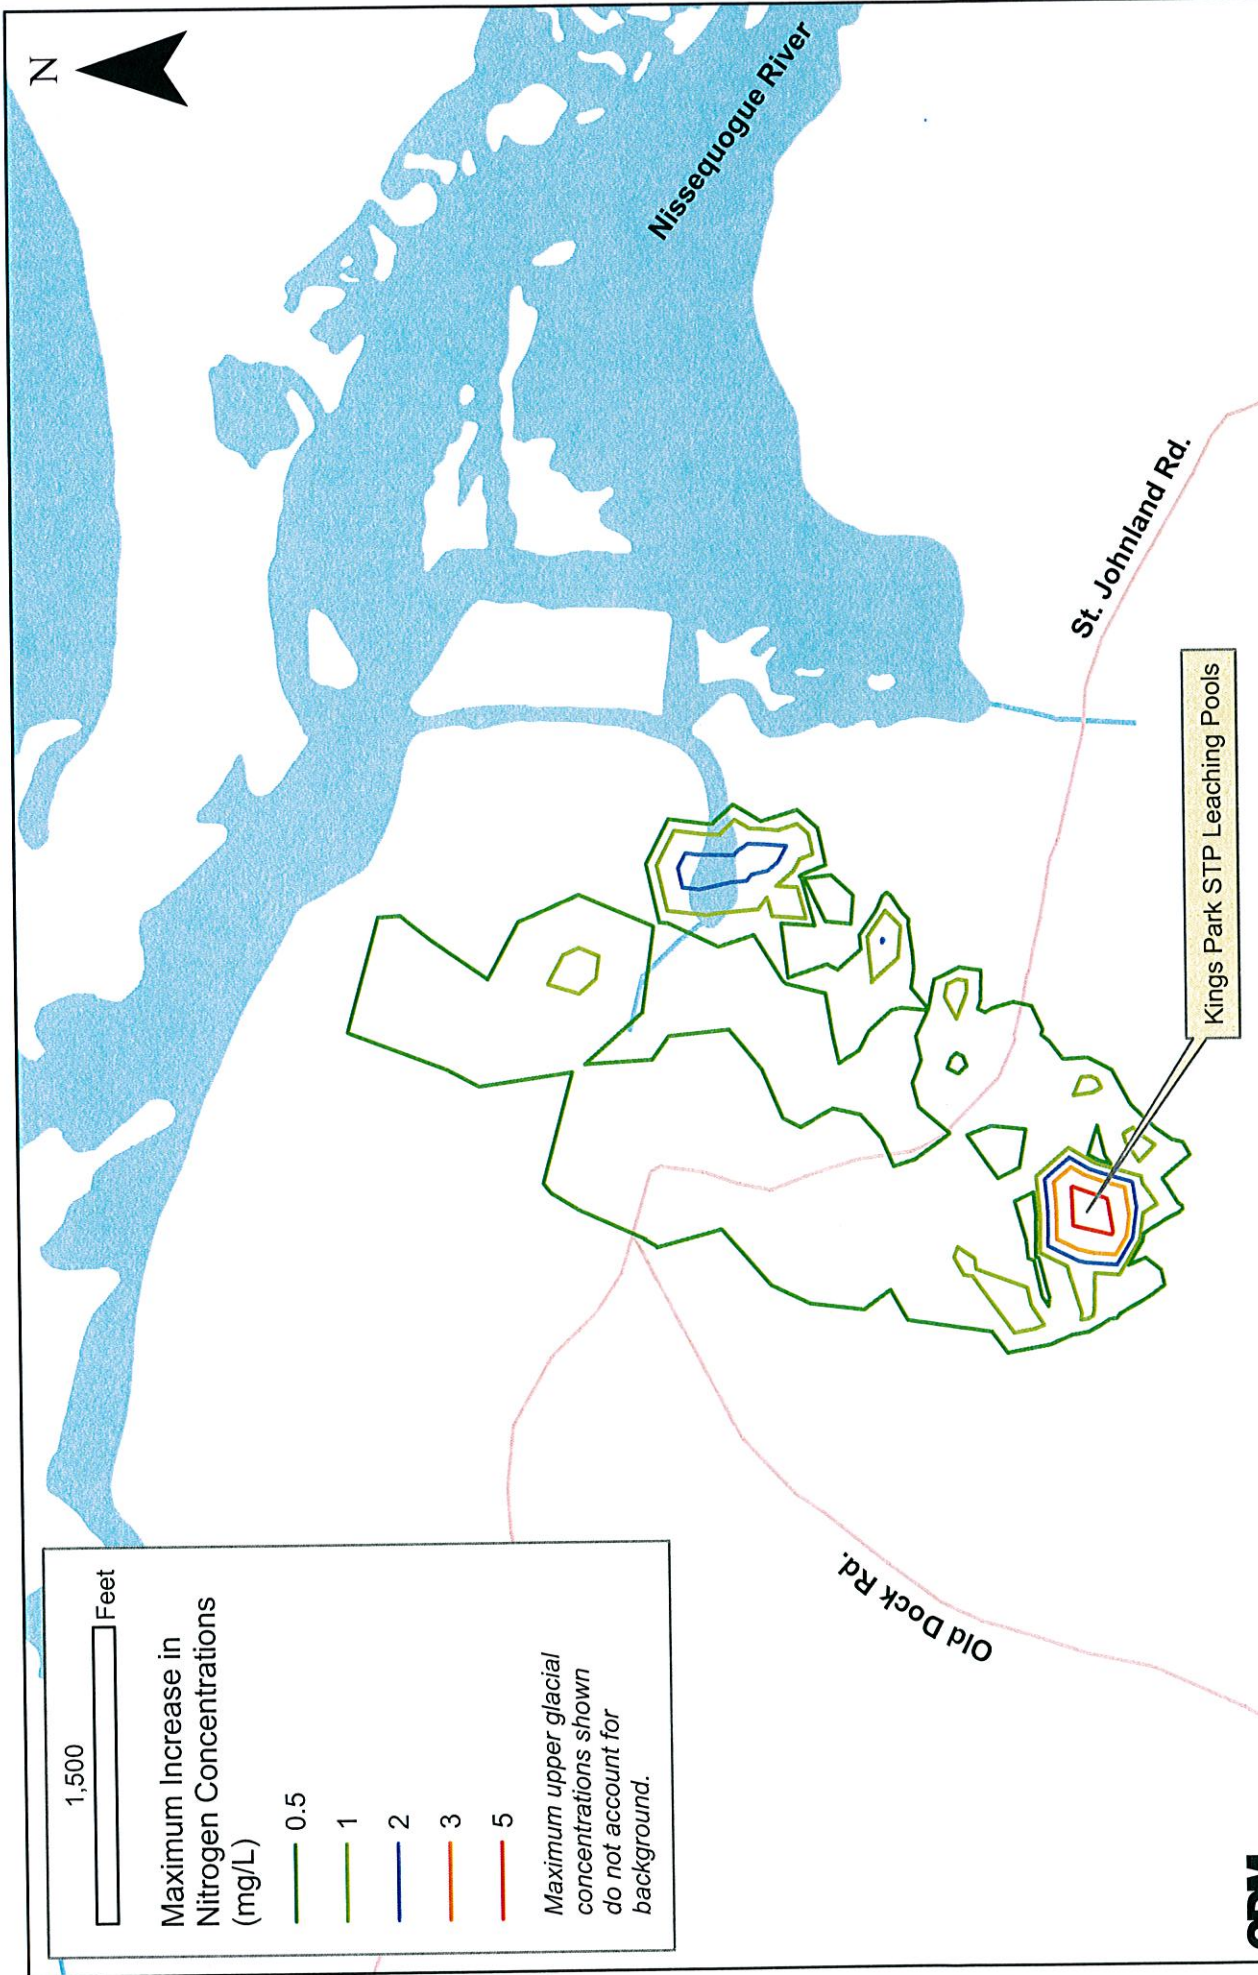 1,500
Feet
Maximum Increase in
Nitrogen Concentrations
(mg/L)
0.5
1
2
3
5
Maximum upper glacial
concentrations shown
do not account for
background.
N
Nissequogue River
St. Johnland Rd.
Old Dock Rd.
Kings Park STP Leaching Pools